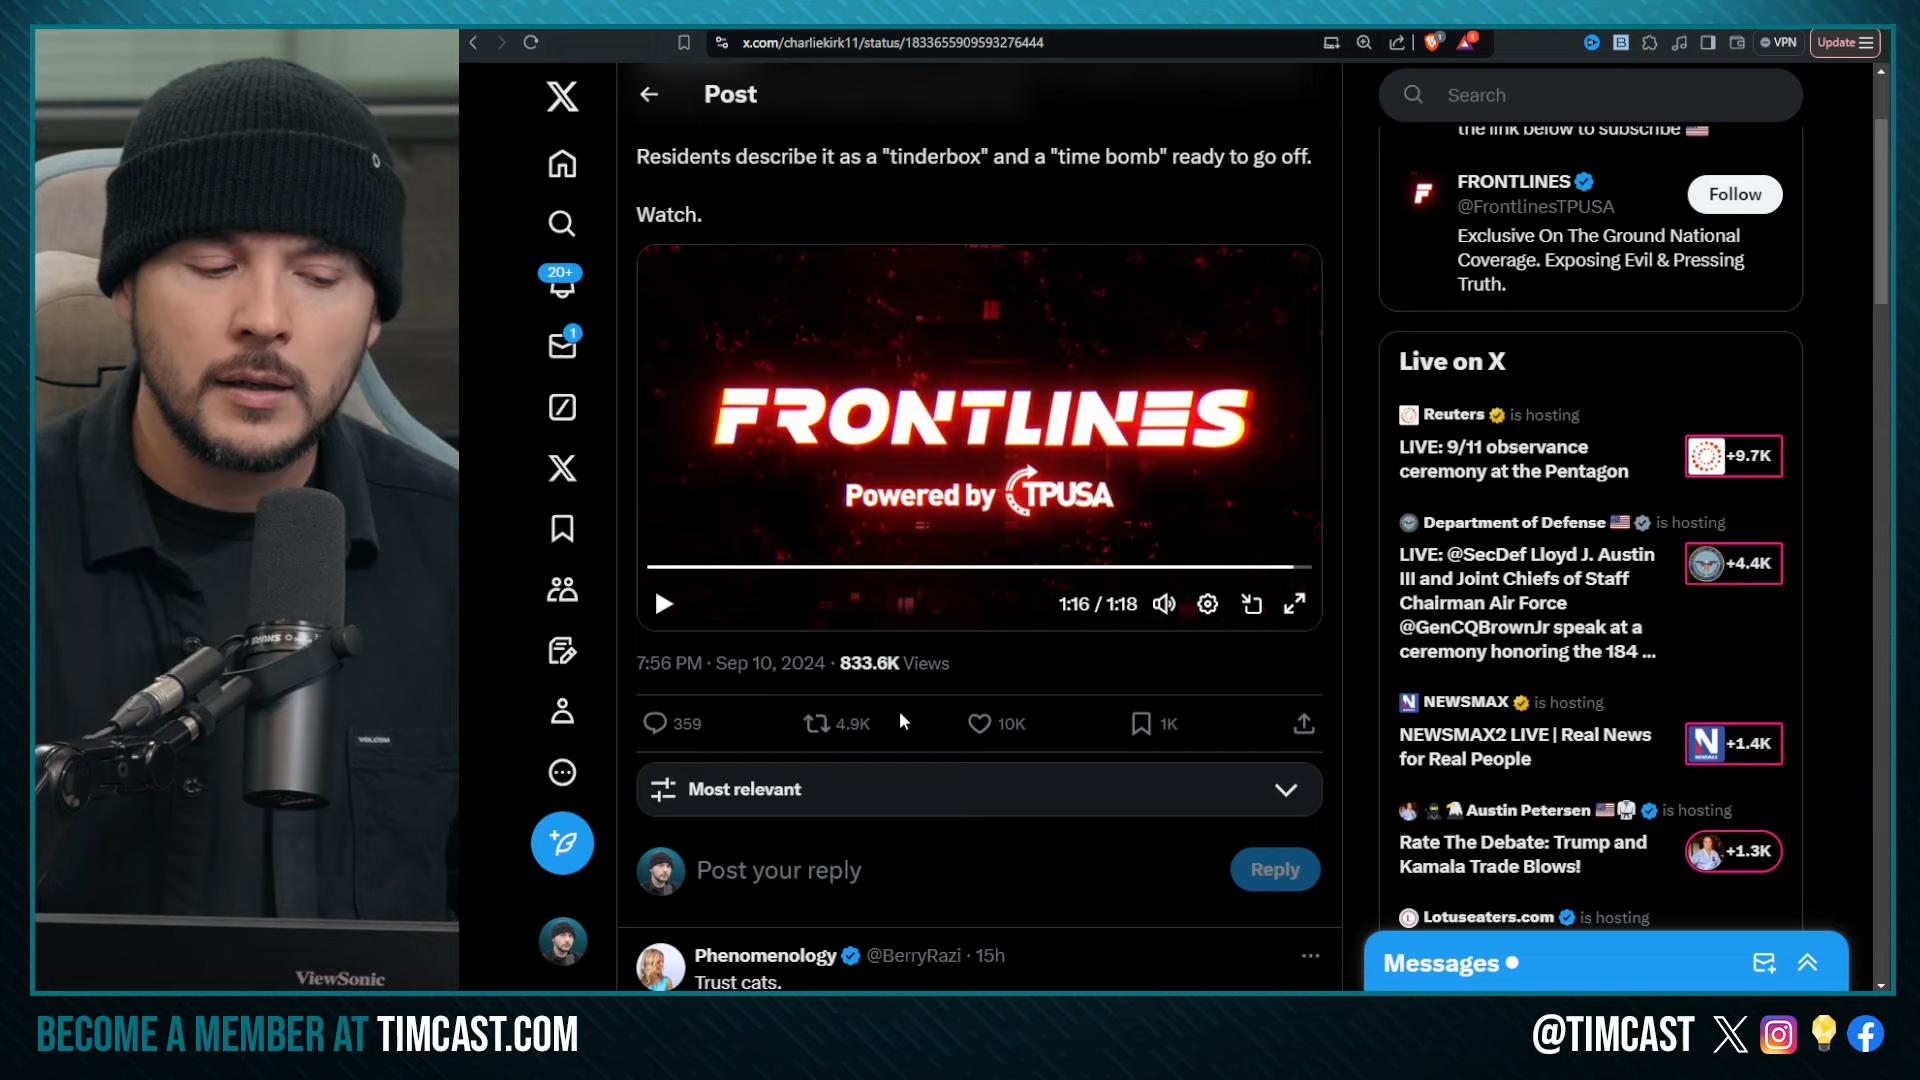 x.com/charliekirk11/status/1833655909593276444
VPN
Update
Post
Residents describe it as a "tinderbox" and a "time bomb" ready to go off.
Watch.
FRONTLINES
Powered by TPUSA
1:16 / 1:18
7:56 PM · Sep 10, 2024 · 833.6K Views
359
4.9K
10K
1K
Most relevant
Post your reply
Reply
Phenomenology @BerryRazi · 15h
Trust cats.
20+
1
Search
the link below to subscribe
F
FRONTLINES
@FrontlinesTPUSA
Follow
Exclusive On The Ground National
Coverage. Exposing Evil & Pressing
Truth.
Live on X
Reuters is hosting
LIVE: 9/11 observance
ceremony at the Pentagon
+9.7K
Department of Defense is hosting
LIVE: @SecDef Lloyd J. Austin
III and Joint Chiefs of Staff
Chairman Air Force
@GenCQBrownJr speak at a
ceremony honoring the 184 ...
+4.4K
NEWSMAX is hosting
NEWSMAX2 LIVE | Real News
for Real People
+1.4K
Austin Petersen is hosting
Rate The Debate: Trump and
Kamala Trade Blows!
+1.3K
Lotuseaters.com is hosting
Messages
SHURE
VOLCOM
ViewSonic
BECOME A MEMBER AT TIMCAST.COM
@TIMCAST